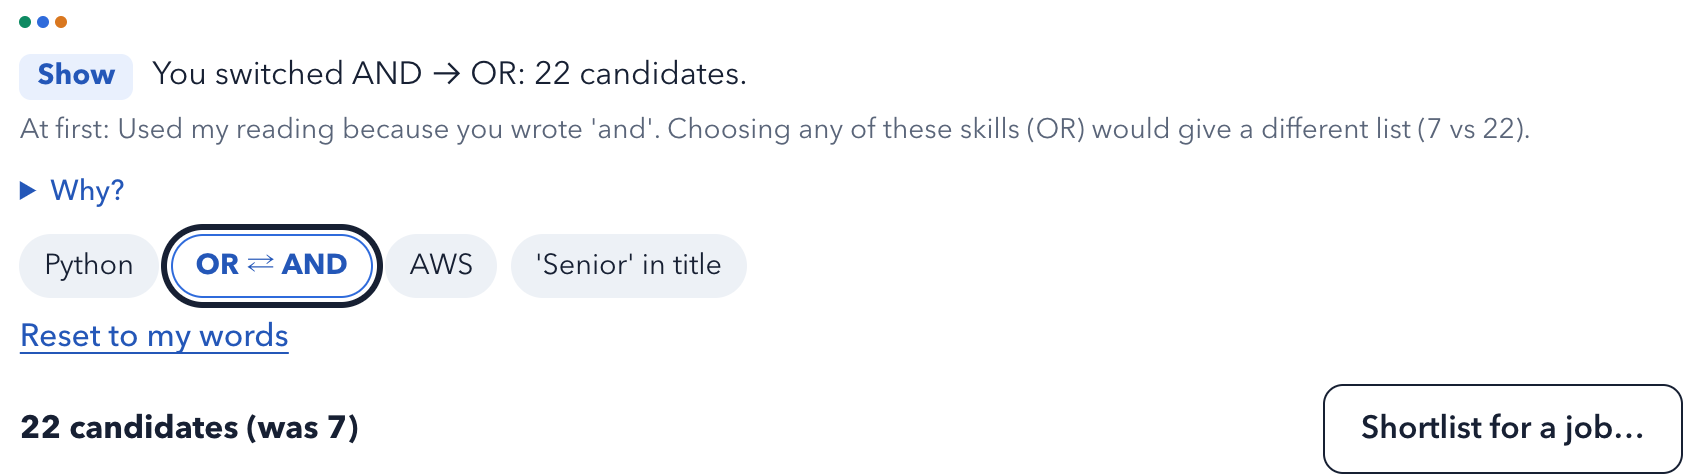 Show You switched AND → OR: 22 candidates.
At first: Used my reading because you wrote 'and'. Choosing any of these skills (OR) would give a different list (7 vs 22).
▶ Why?
Python OR ⇄ AND AWS 'Senior' in title
Reset to my words
22 candidates (was 7) Shortlist for a job…